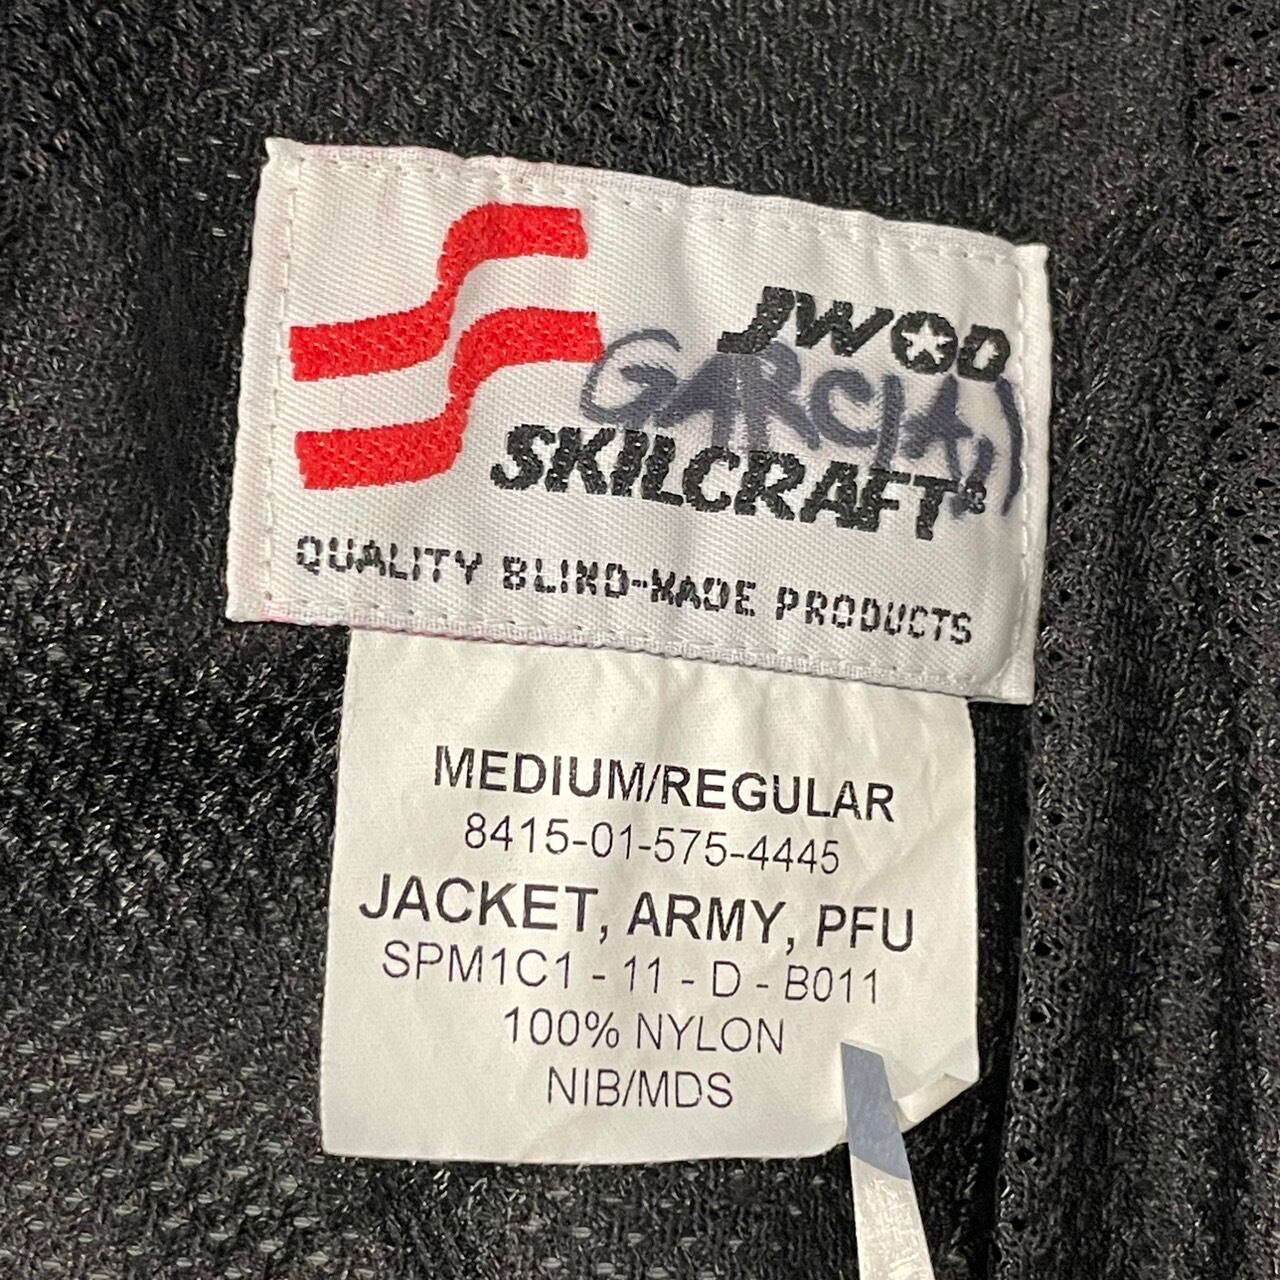 JWOD
GARCIA, J
SKILCRAFT®
QUALITY BLIND-MADE PRODUCTS
MEDIUM/REGULAR
8415-01-575-4445
JACKET, ARMY, PFU
SPM1C1 - 11 - D - B011
100% NYLON
NIB/MDS